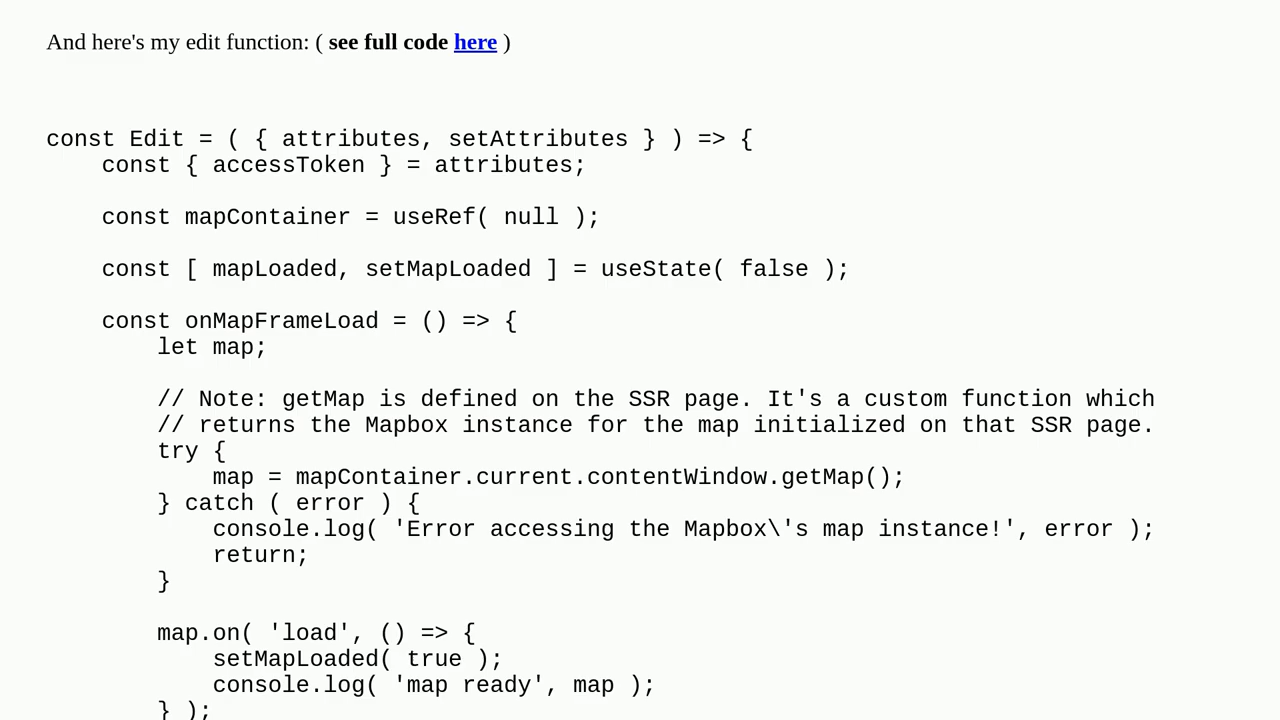 And here's my edit function: ( see full code here )
const Edit = ( { attributes, setAttributes } ) => {
    const { accessToken } = attributes;
    const mapContainer = useRef( null );
    const [ mapLoaded, setMapLoaded ] = useState( false );
    const onMapFrameLoad = () => {
        let map;
        // Note: getMap is defined on the SSR page. It's a custom function which
        // returns the Mapbox instance for the map initialized on that SSR page.
        try {
            map = mapContainer.current.contentWindow.getMap();
        } catch ( error ) {
            console.log( 'Error accessing the Mapbox\'s map instance!', error );
            return;
        }
        map.on( 'load', () => {
            setMapLoaded( true );
            console.log( 'map ready', map );
        } );